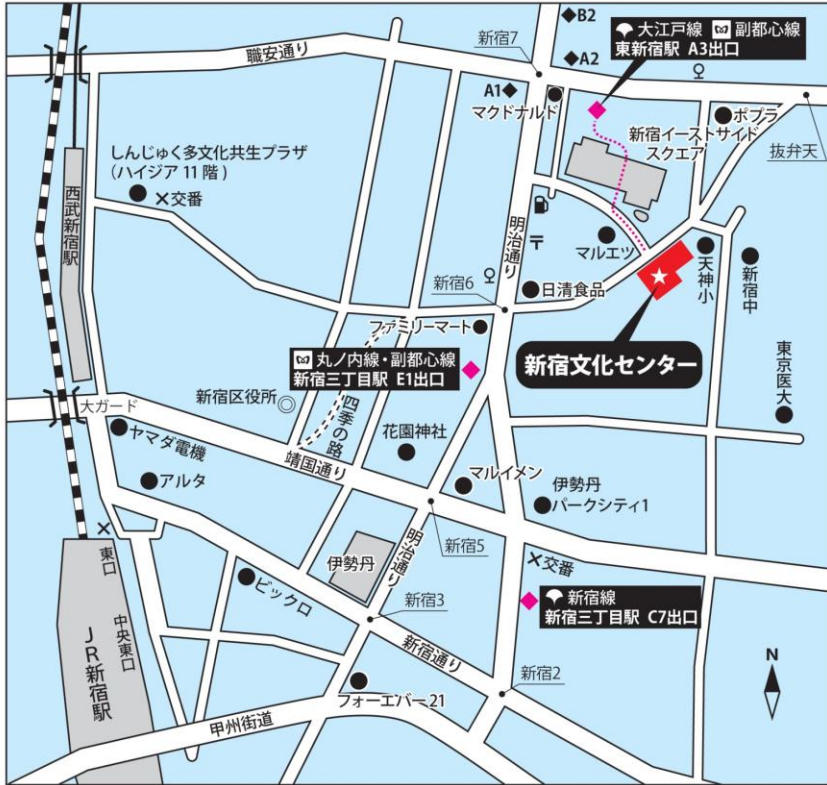 B2
新宿7
A2
大江戸線 副都心線
東新宿駅 A3出口
職安通り
A1
マクドナルド
ポプラ
新宿イーストサイド
スクエア
抜弁天
しんじゅく多文化共生プラザ
(ハイジア 11 階 )
交番
西武新宿駅
明治通り
〒
マルエツ
天神小
新宿中
新宿6
日清食品
ファミリーマート
新宿文化センター
丸ノ内線・副都心線
新宿三丁目駅 E1出口
東京医大
大ガード
新宿区役所
四季の路
花園神社
ヤマダ電機
靖国通り
マルイメン
アルタ
伊勢丹
パークシティ1
新宿5
明治通り
伊勢丹
交番
東口
ビックロ
新宿3
新宿線
新宿三丁目駅 C7出口
中央東口
JR新宿駅
新宿通り
新宿2
N
フォーエバー21
甲州街道